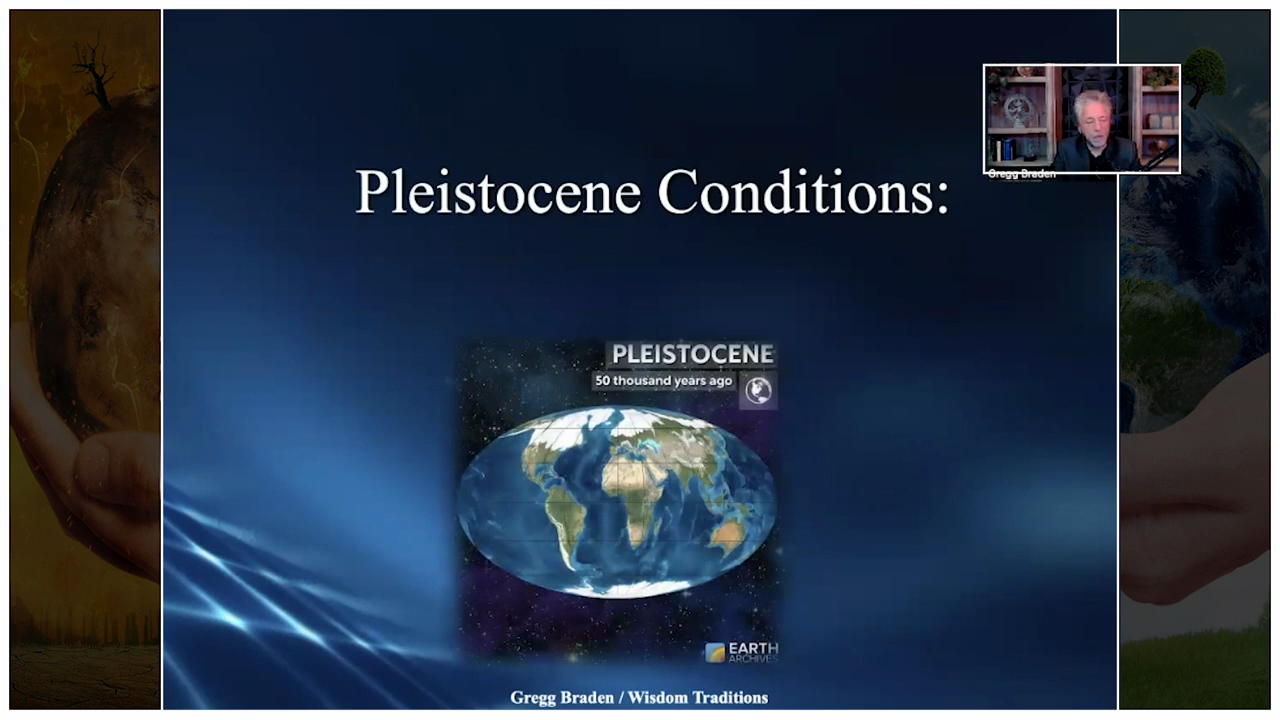 Pleistocene Conditions:
Gregg Braden
PLEISTOCENE
50 thousand years ago
EARTH
ARCHIVES
Gregg Braden / Wisdom Traditions